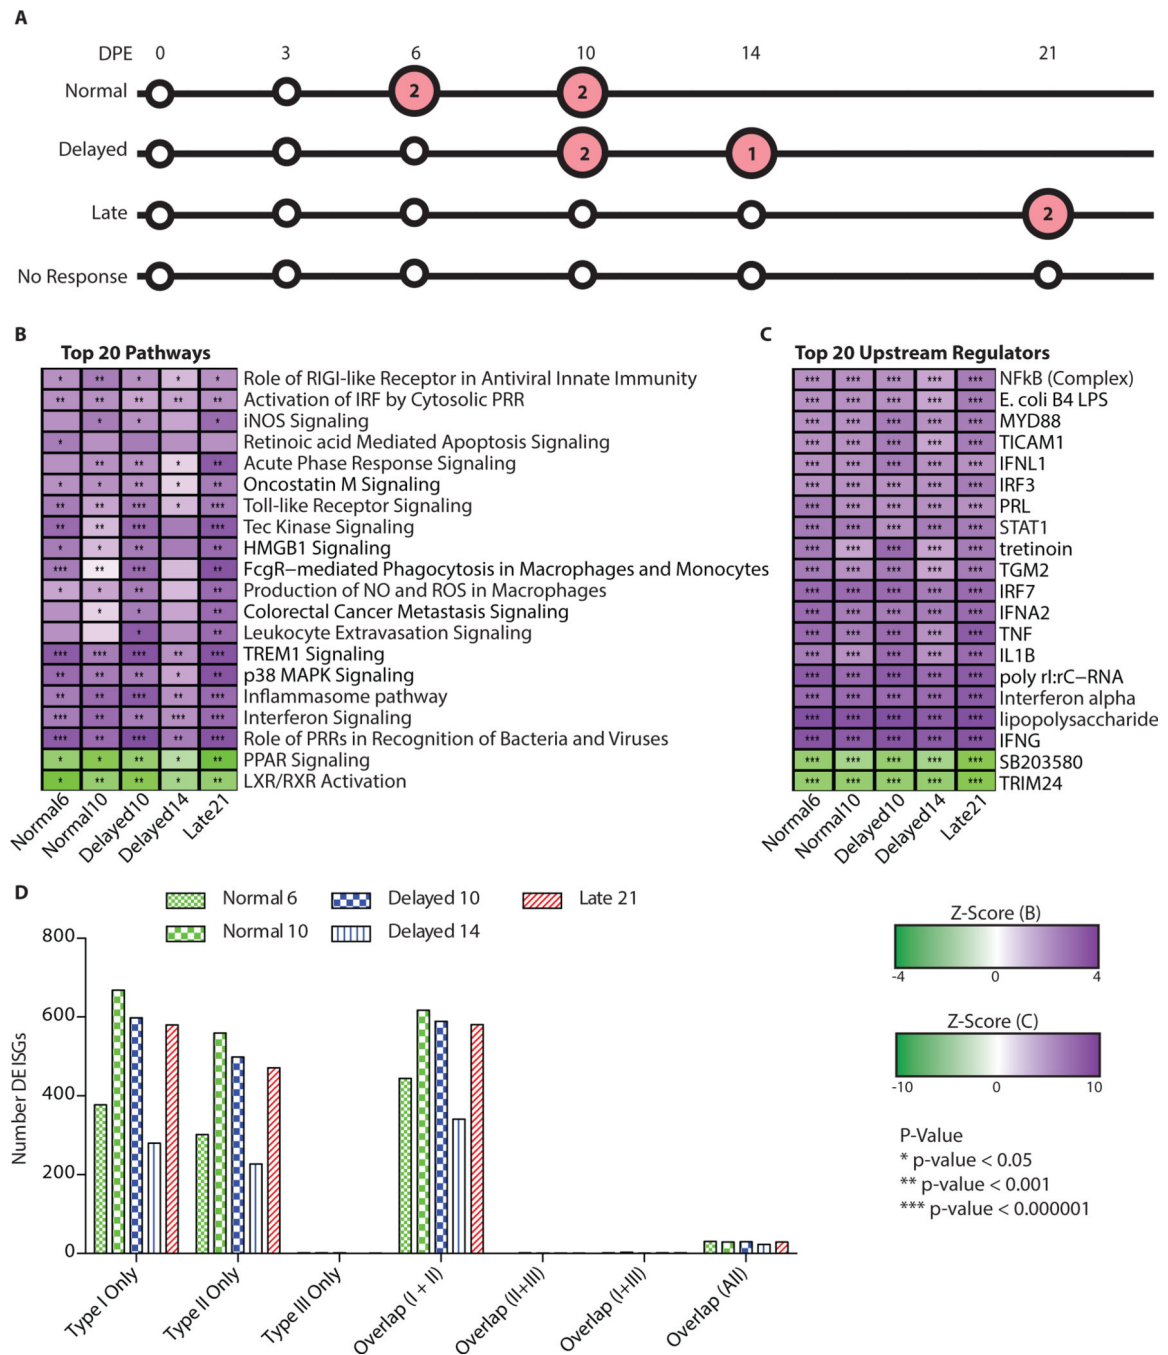 A
DPE 0 3 6 10 14 21
Normal 2 2
Delayed 2 1
Late 2
No Response
B
Top 20 Pathways
* ** * * * Role of RIGI-like Receptor in Antiviral Innate Immunity
** ** ** ** ** Activation of IRF by Cytosolic PRR
* * * iNOS Signaling
* Retinoic acid Mediated Apoptosis Signaling
** ** * ** Acute Phase Response Signaling
* * ** * ** Oncostatin M Signaling
** ** *** * *** Toll-like Receptor Signaling
** ** *** *** Tec Kinase Signaling
* * ** ** HMGB1 Signaling
*** ** *** ** FcgR−mediated Phagocytosis in Macrophages and Monocytes
* * ** ** Production of NO and ROS in Macrophages
* * ** Colorectal Cancer Metastasis Signaling
* ** Leukocyte Extravasation Signaling
*** *** *** ** *** TREM1 Signaling
** ** ** * ** p38 MAPK Signaling
** ** *** ** *** Inflammasome pathway
*** ** ** *** *** Interferon Signaling
*** ** *** ** *** Role of PRRs in Recognition of Bacteria and Viruses
* * ** * ** PPAR Signaling
* ** ** * ** LXR/RXR Activation
Normal6
Normal10
Delayed10
Delayed14
Late21
C
Top 20 Upstream Regulators
*** *** *** *** *** NFkB (Complex)
*** *** *** *** *** E. coli B4 LPS
*** *** *** *** *** MYD88
*** *** *** *** *** TICAM1
*** *** *** *** *** IFNL1
*** *** *** *** *** IRF3
*** *** *** *** *** PRL
*** *** *** *** *** STAT1
*** *** *** *** *** tretinoin
*** *** *** *** *** TGM2
*** *** *** *** *** IRF7
*** *** *** *** *** IFNA2
*** *** *** *** *** TNF
*** *** *** *** *** IL1B
*** *** *** *** *** poly rI:rC−RNA
*** *** *** *** *** Interferon alpha
*** *** *** *** *** lipopolysaccharide
*** *** *** *** *** IFNG
*** *** *** *** *** SB203580
*** *** *** *** *** TRIM24
Normal6
Normal10
Delayed10
Delayed14
Late21
D
Normal 6 Delayed 10 Late 21
Normal 10 Delayed 14
Number DE ISGs
800
600
400
200
0
Type I Only
Type II Only
Type III Only
Overlap (I + II)
Overlap (II+III)
Overlap (I+III)
Overlap (All)
Z-Score (B)
-4 0 4
Z-Score (C)
-10 0 10
P-Value
* p-value < 0.05
** p-value < 0.001
*** p-value < 0.000001